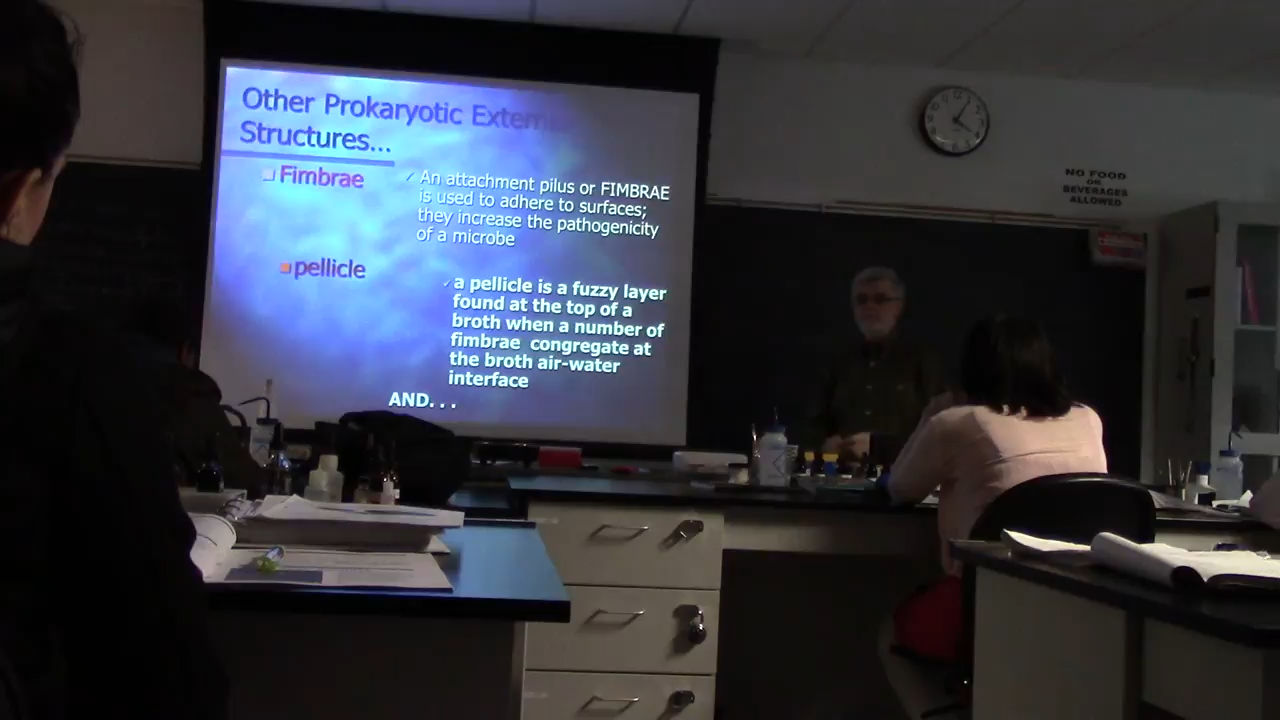 Other Prokaryotic Extern
Structures...
Fimbrae
An attachment pilus or FIMBRAE
is used to adhere to surfaces;
they increase the pathogenicity
of a microbe
pellicle
a pellicle is a fuzzy layer
found at the top of a
broth when a number of
fimbrae congregate at
the broth air-water
interface
AND. . .
NO FOOD
OR
BEVERAGES
ALLOWED